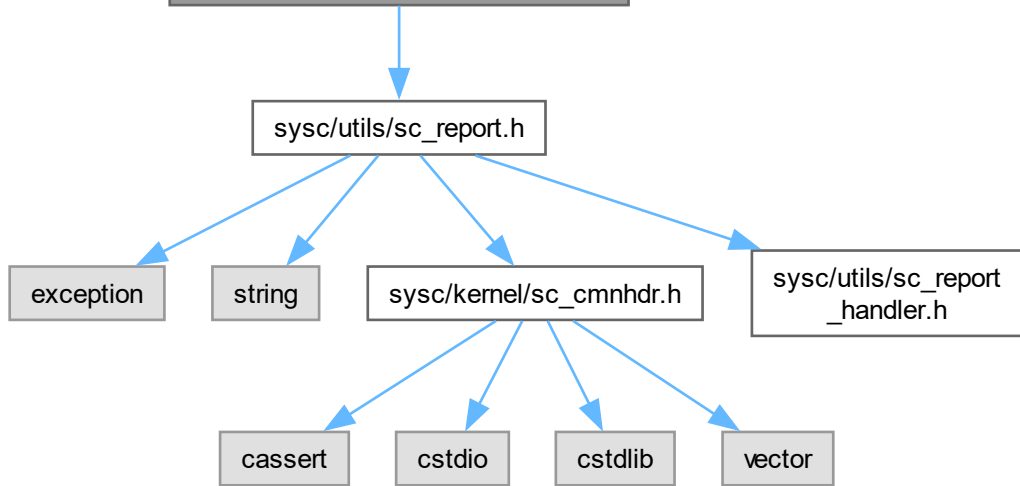 sysc/utils/sc_report.h
exception
string
sysc/kernel/sc_cmnhdr.h
sysc/utils/sc_report
_handler.h
cassert
cstdio
cstdlib
vector